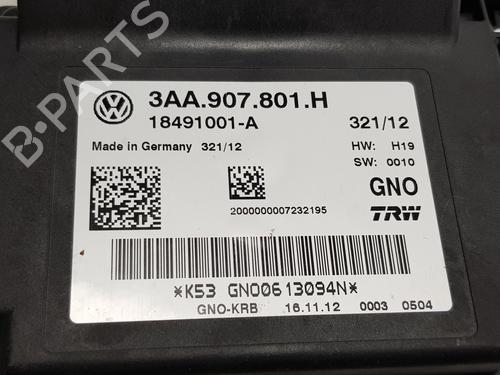 3AA.907.801.H
18491001-A 321/12
Made in Germany 321/12 HW: H19
SW: 0010
GNO
2000000007232195
TRW
*K53 GNO0613094N*
GNO-KRB 16.11.12 0003 0504
B-PARTS